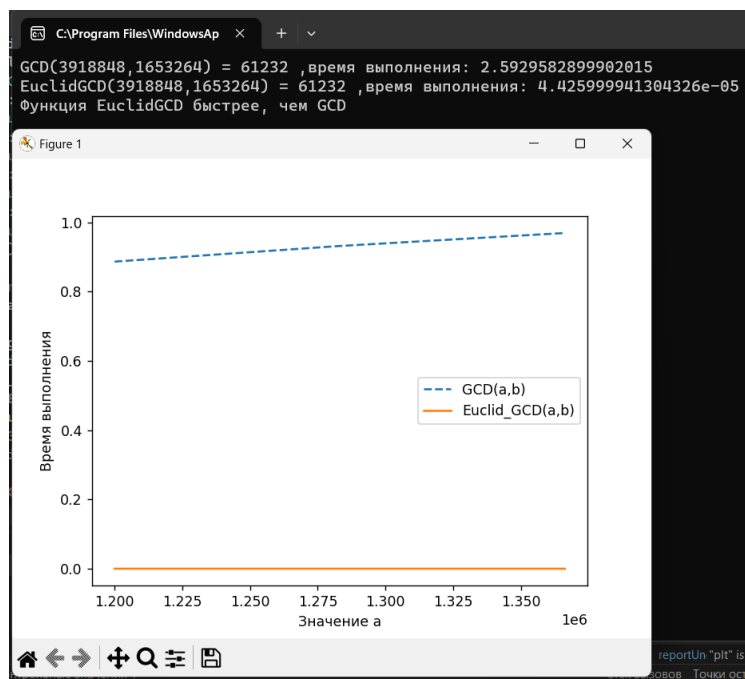 C:\Program Files\WindowsAp
GCD(3918848,1653264) = 61232 ,время выполнения: 2.5929582899902015
EuclidGCD(3918848,1653264) = 61232 ,время выполнения: 4.425999941304326e-05
Функция EuclidGCD быстрее, чем GCD
Figure 1
1.0
0.8
0.6
0.4
0.2
0.0
Время выполнения
GCD(a,b)
Euclid_GCD(a,b)
1.200 1.225 1.250 1.275 1.300 1.325 1.350
1e6
Значение a
reportUn "plt" is
Точки ост